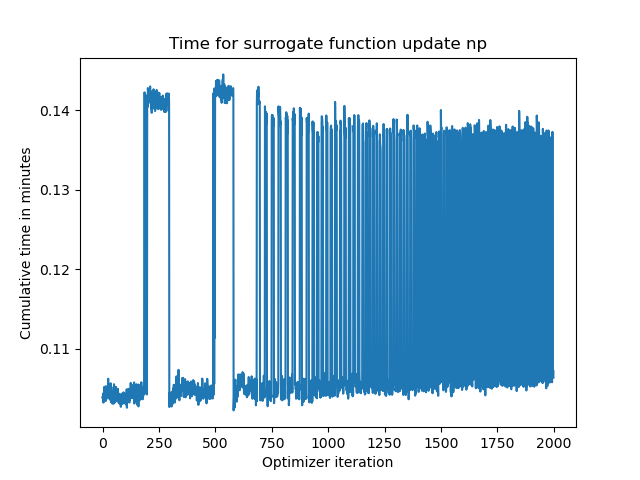 Time for surrogate function update np
Cumulative time in minutes
0.14
0.13
0.12
0.11
0 250 500 750 1000 1250 1500 1750 2000
Optimizer iteration